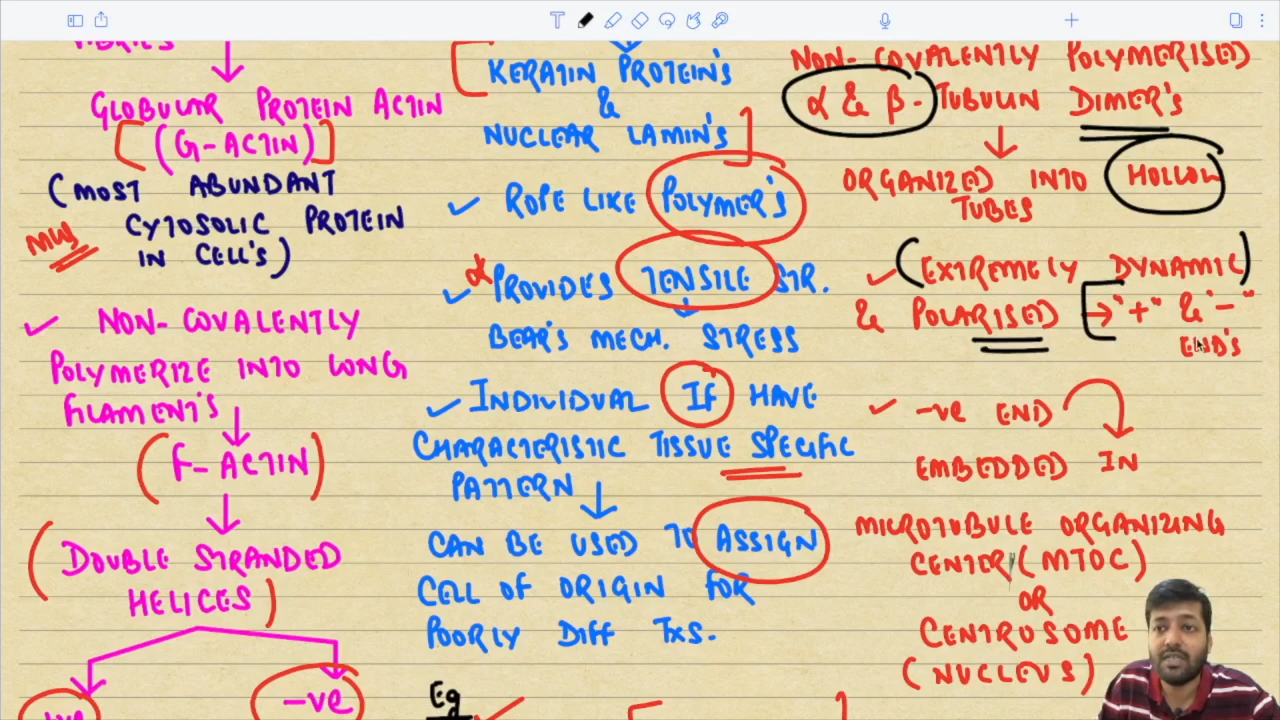 FIBRIL'S
GLOBULAR PROTEIN ACTIN
(G-ACTIN)
(MOST ABUNDANT
CYTOSOLIC PROTEIN
IN CELL'S)
NON-COVALENTLY
POLYMERIZE INTO LONG
FILAMENT'S
F-ACTIN
DOUBLE STRANDED
HELICES
-ve
KERATIN PROTEIN'S
&
NUCLEAR LAMIN'S
ROPE LIKE POLYMER'S
PROVIDES TENSILE STR.
BEAR'S MECH. STRESS
INDIVIDUAL IF HAVE
CHARACTERISTIC TISSUE SPECIFIC
PATTERN
CAN BE USED TO ASSIGN
CELL OF ORIGIN FOR
POORLY DIFF TXS.
Eg
NON-COVALENTLY POLYMERISED
α & β - TUBULIN DIMER'S
ORGANIZED INTO HOLLOW
TUBES
(EXTREMELY DYNAMIC)
& POLARISED → "+" & "-"
END'S
-ve END
EMBEDDED IN
MICROTUBULE ORGANIZING
CENTER (MTOC)
OR
CENTROSOME
(NUCLEUS)